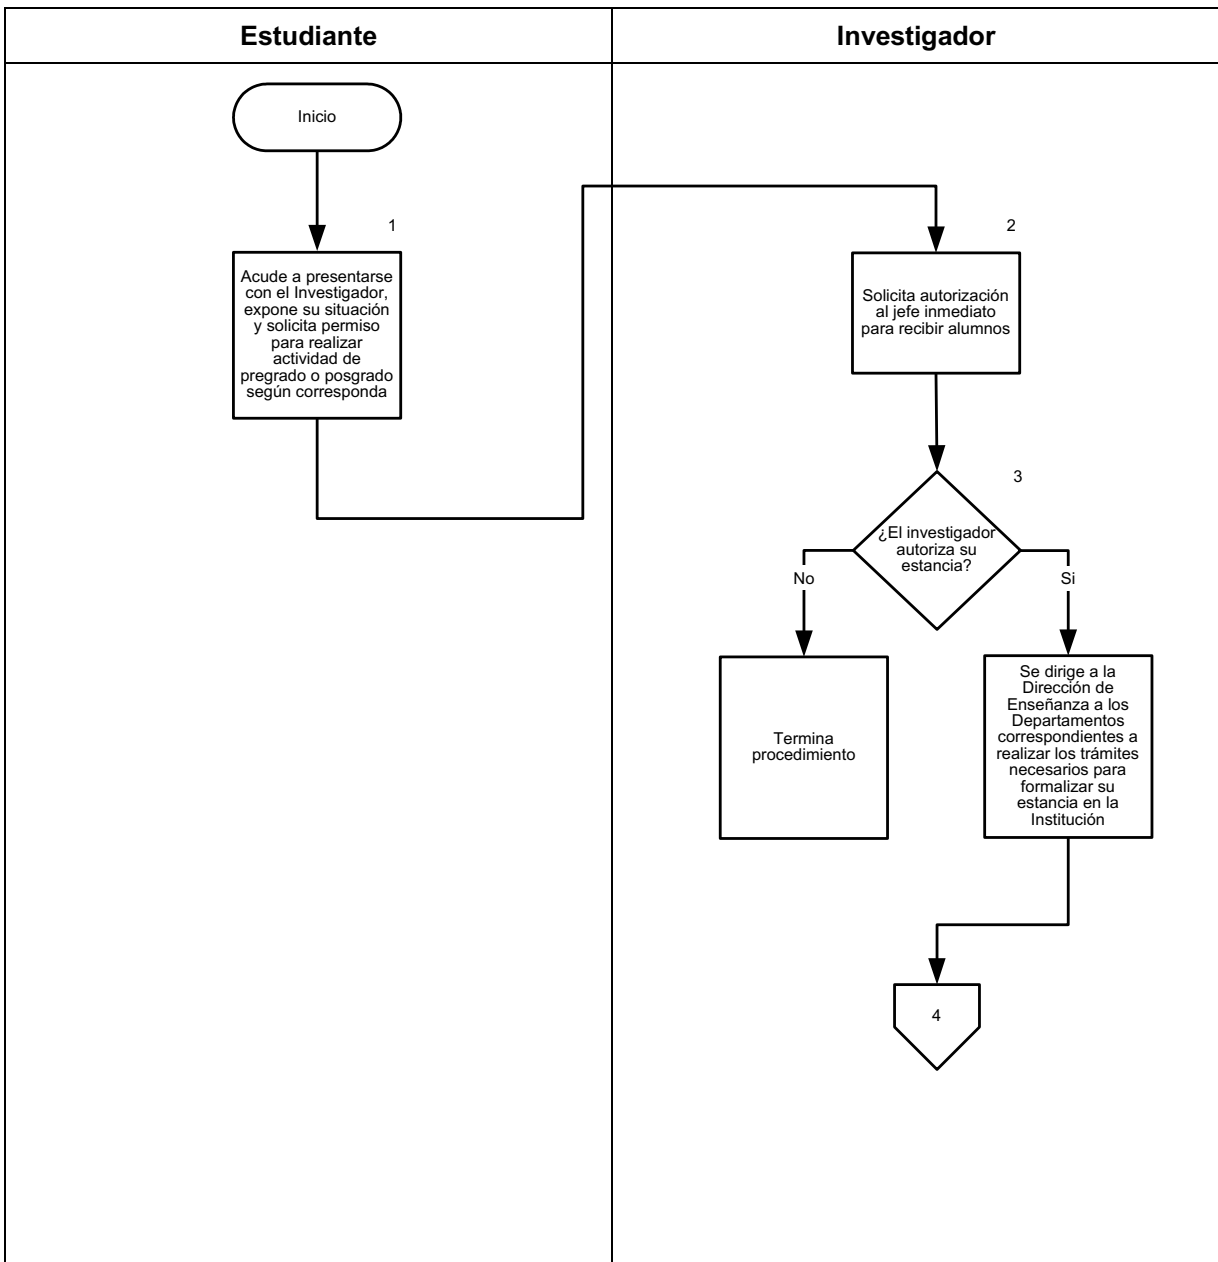 Estudiante
Investigador
Inicio
1
Acude a presentarse
con el Investigador,
expone su situación
y solicita permiso
para realizar
actividad de
pregrado o posgrado
según corresponda
2
Solicita autorización
al jefe inmediato
para recibir alumnos
3
¿El investigador
autoriza su
estancia?
No
Si
Termina
procedimiento
Se dirige a la
Dirección de
Enseñanza a los
Departamentos
correspondientes a
realizar los trámites
necesarios para
formalizar su
estancia en la
Institución
4